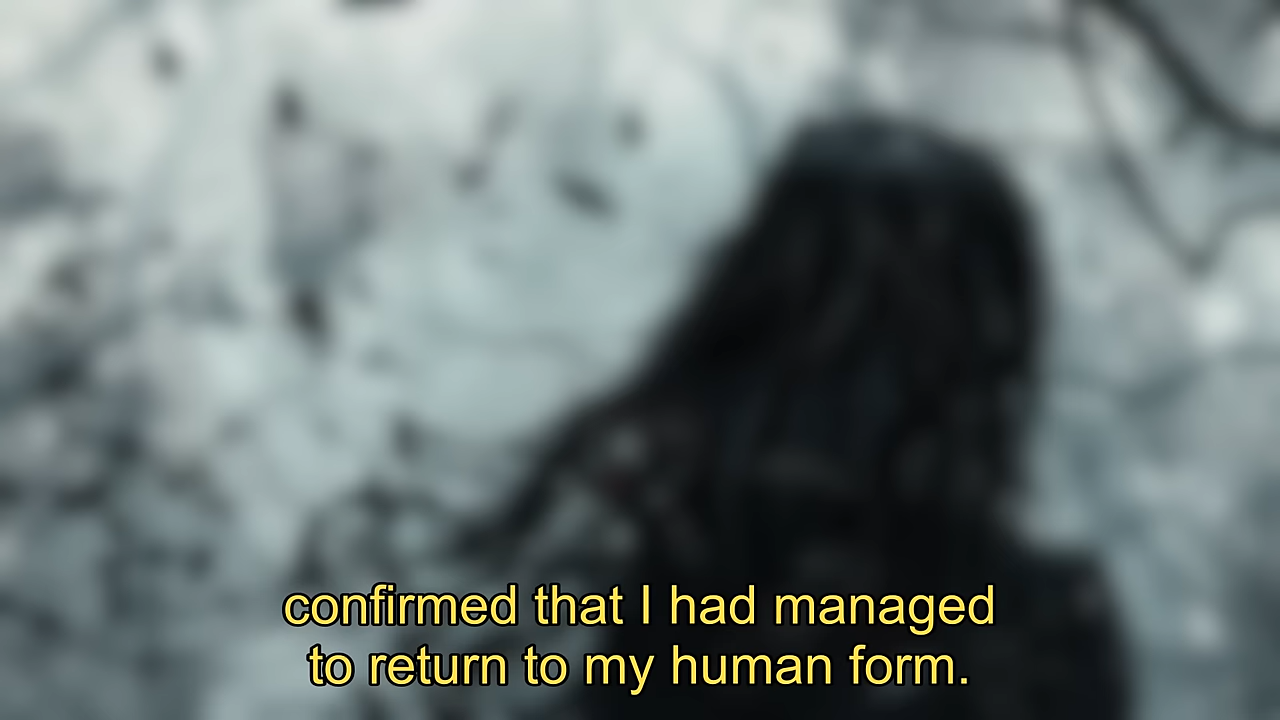 confirmed that I had managed
to return to my human form.